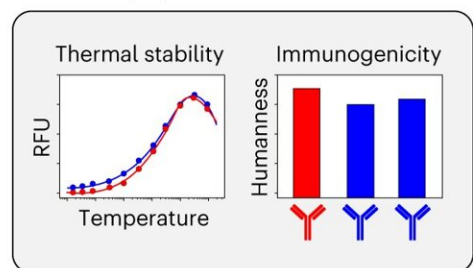 Thermal stability
RFU
Temperature
Immunogenicity
Humanness